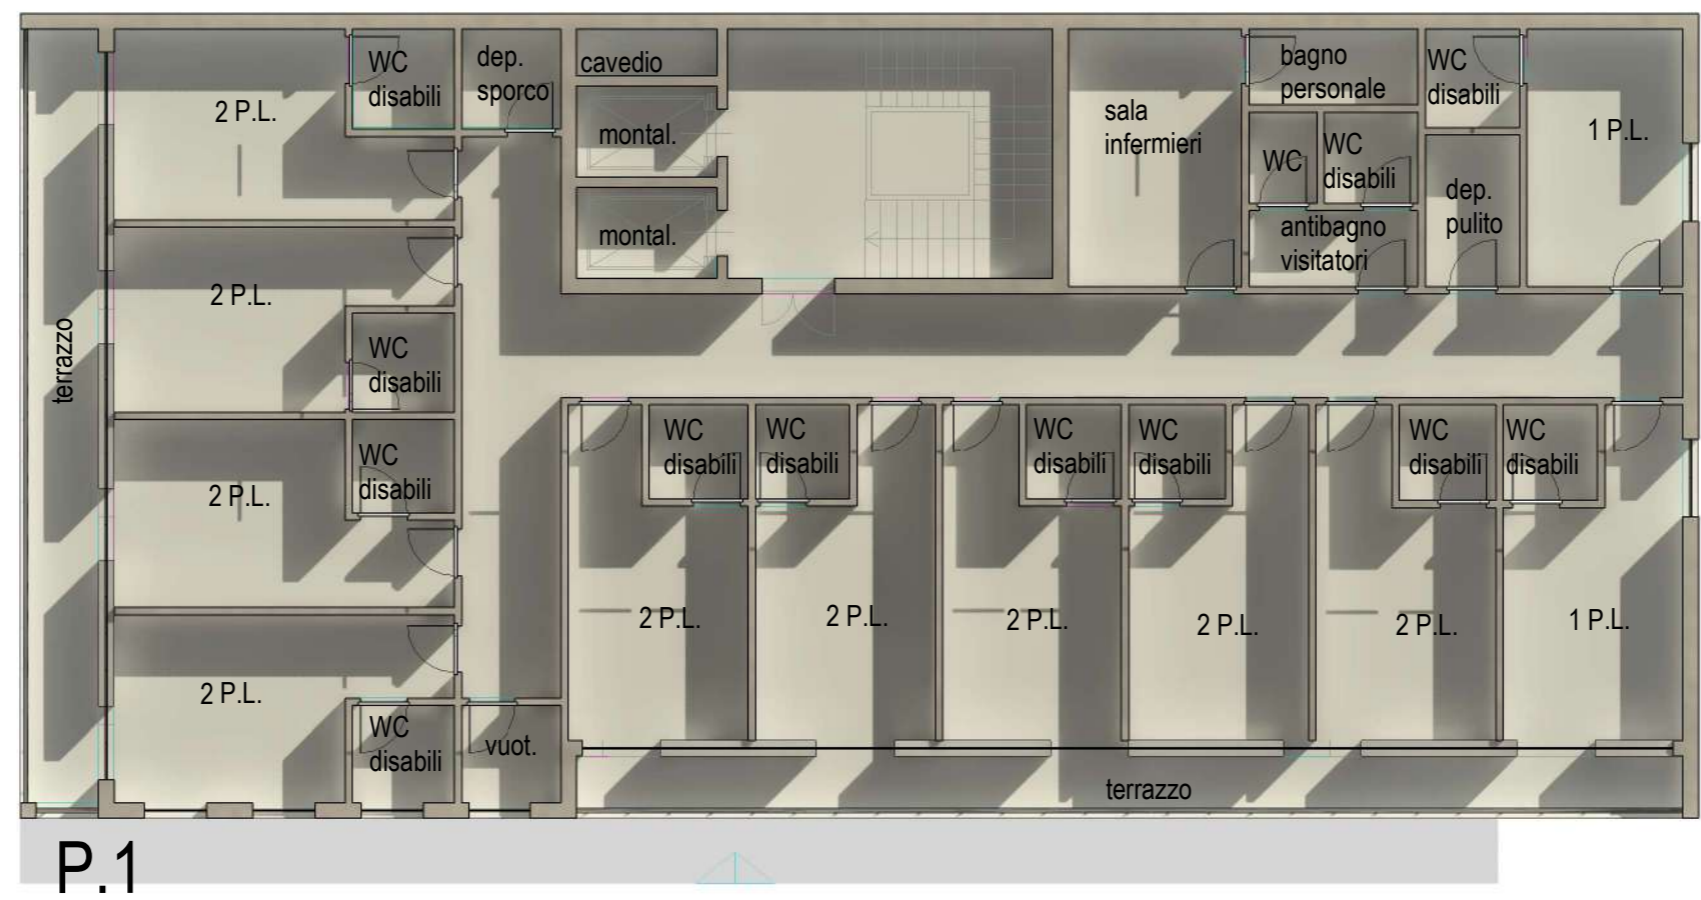 WC
disabili
dep.
sporco
cavedio
bagno
personale
WC
disabili
2 P.L.
montal.
sala
infermieri
1 P.L.
WC
WC
disabili
dep.
pulito
montal.
antibagno
visitatori
2 P.L.
terrazzo
WC
disabili
WC
disabili
2 P.L.
WC
disabili
WC
disabili
WC
disabili
WC
disabili
WC
disabili
WC
disabili
2 P.L.
2 P.L.
2 P.L.
2 P.L.
2 P.L.
1 P.L.
2 P.L.
WC
disabili
vuot.
terrazzo
P.1